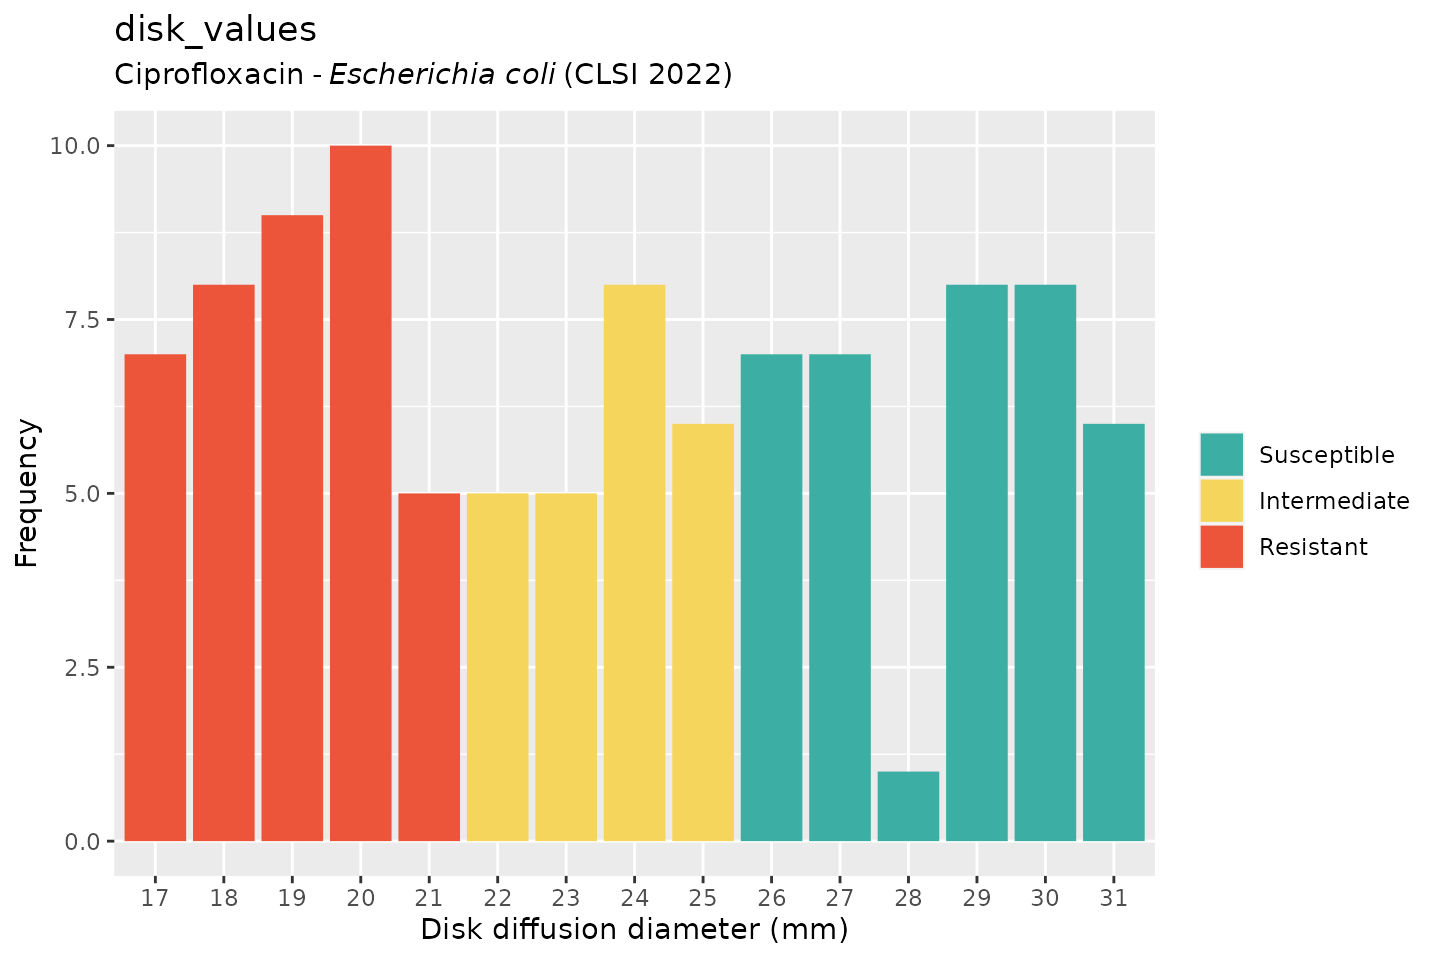 disk_values
Ciprofloxacin - Escherichia coli (CLSI 2022)
Frequency
10.0
7.5
5.0
2.5
0.0
17 18 19 20 21 22 23 24 25 26 27 28 29 30 31
Disk diffusion diameter (mm)
Susceptible
Intermediate
Resistant